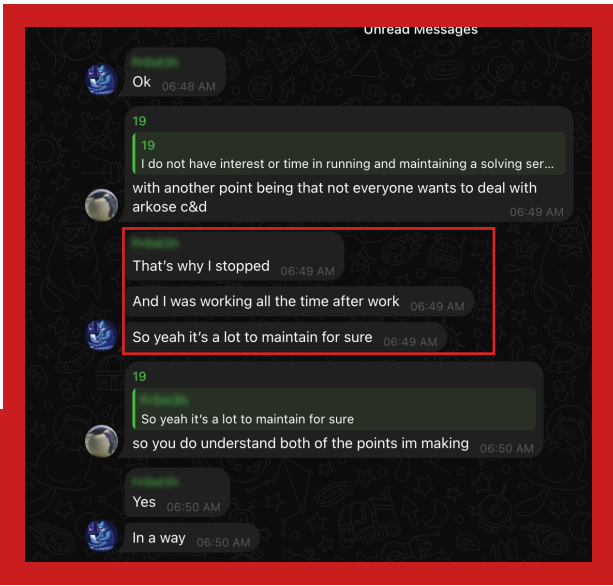 Unread Messages
Ok 06:48 AM
19
19
I do not have interest or time in running and maintaining a solving ser...
with another point being that not everyone wants to deal with
arkose c&d
06:49 AM
That's why I stopped 06:49 AM
And I was working all the time after work 06:49 AM
So yeah it's a lot to maintain for sure 06:49 AM
19
So yeah it's a lot to maintain for sure
so you do understand both of the points im making 06:50 AM
Yes 06:50 AM
In a way 06:50 AM